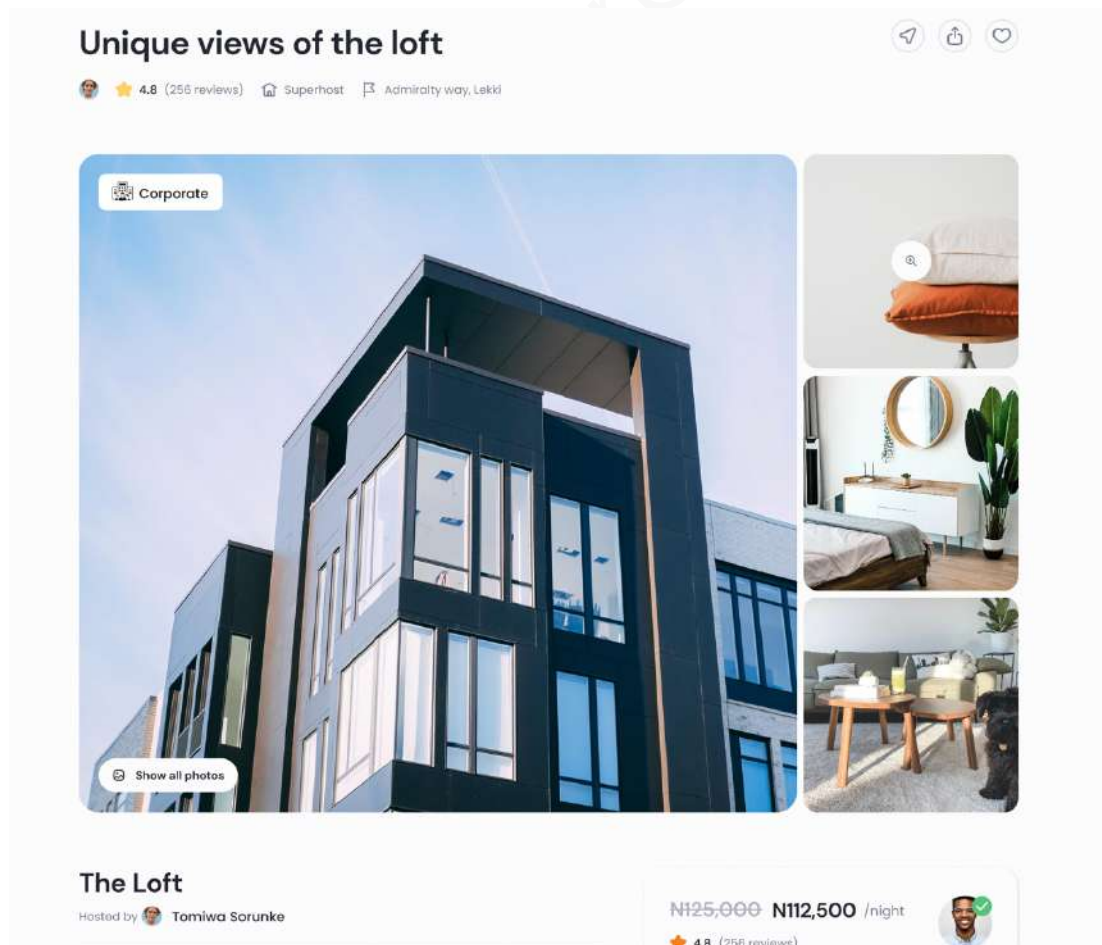 Unique views of the loft
4.8 (256 reviews) Superhost Admiralty way, Lekki
Corporate
Show all photos
The Loft
Hosted by Tomiwa Sorunke
N125,000 N112,500 /night
4.8 (256 reviews)